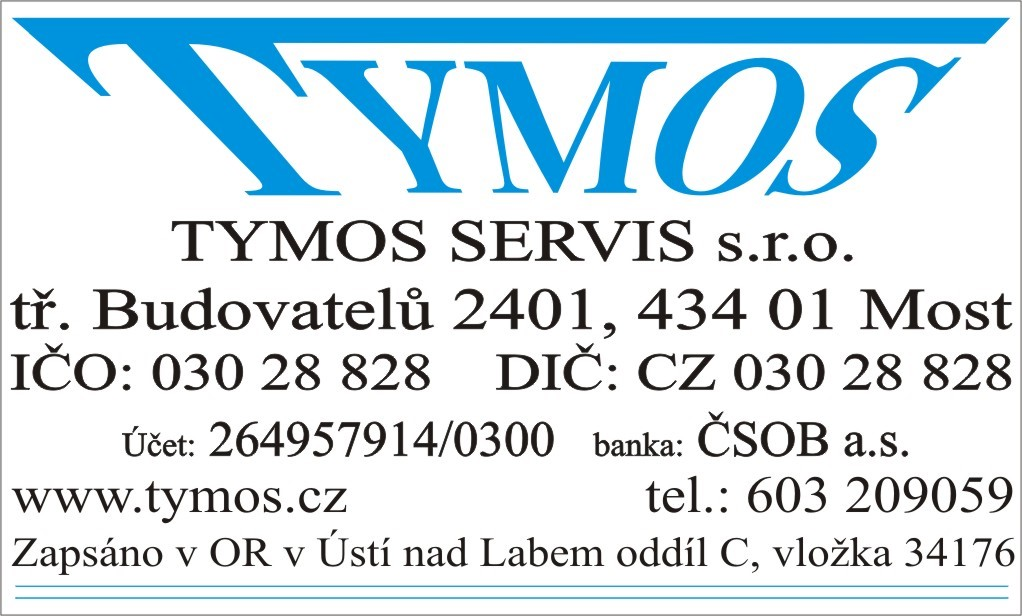 TYMOS
TYMOS SERVIS s.r.o.
tř. Budovatelů 2401, 434 01 Most
IČO: 030 28 828 DIČ: CZ 030 28 828
Účet: 264957914/0300 banka: ČSOB a.s.
www.tymos.cz tel.: 603 209059
Zapsáno v OR v Ústí nad Labem oddíl C, vložka 34176